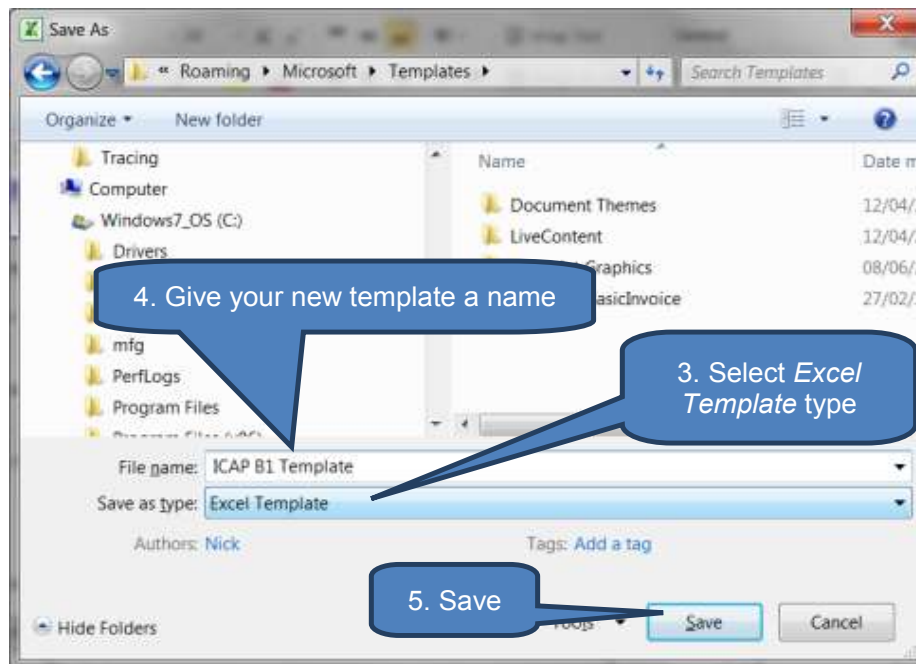 Save As
« Roaming Microsoft Templates
Search Templates
Organize New folder
Tracing
Computer
Windows7_OS (C:)
Drivers
mfg
PerfLogs
Program Files
Name
Date m
Document Themes 12/04/
LiveContent 12/04/
Graphics 08/06/
asicInvoice 27/02/
4. Give your new template a name
3. Select Excel
Template type
File name: ICAP B1 Template
Save as type: Excel Template
Authors: Nick Tags: Add a tag
5. Save
Hide Folders
Tools
Save
Cancel